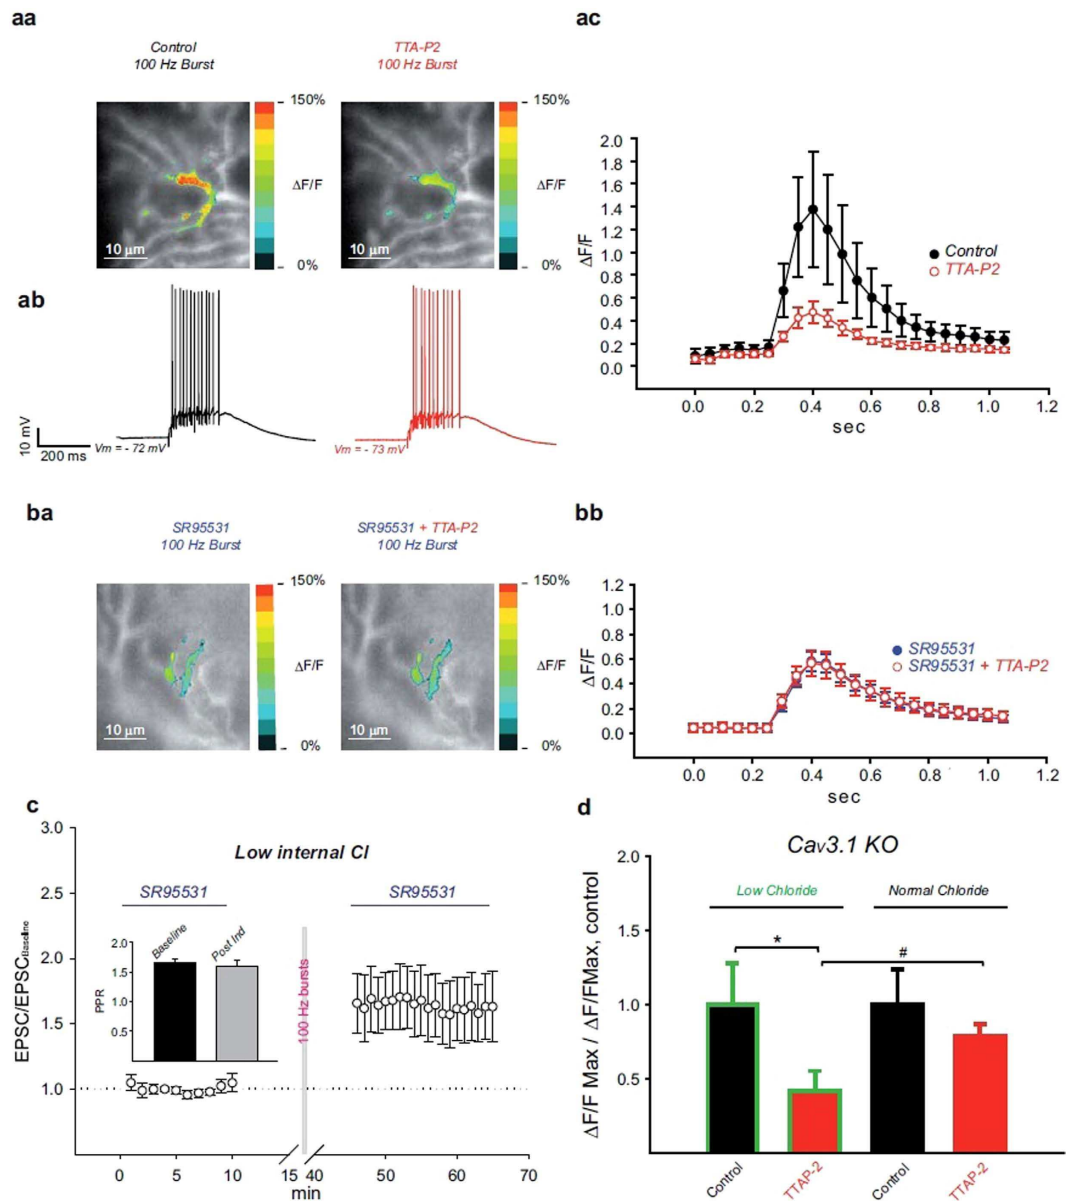 aa
Control
100 Hz Burst
TTA-P2
100 Hz Burst
150%
ΔF/F
0%
10 µm
150%
ΔF/F
0%
10 µm
ab
10 mV
200 ms
Vm = - 72 mV
Vm = - 73 mV
ac
2.0
1.8
1.6
1.4
1.2
1.0
0.8
0.6
0.4
0.2
0.0
ΔF/F
Control
TTA-P2
0.0 0.2 0.4 0.6 0.8 1.0 1.2
sec
ba
SR95531
100 Hz Burst
SR95531 + TTA-P2
100 Hz Burst
150%
ΔF/F
0%
10 µm
150%
ΔF/F
0%
10 µm
bb
1.2
1.0
0.8
0.6
0.4
0.2
0.0
ΔF/F
SR95531
SR95531 + TTA-P2
0.0 0.2 0.4 0.6 0.8 1.0 1.2
sec
c
3.0
2.5
2.0
1.5
1.0
EPSC/EPSCBaseline
Low internal Cl
SR95531
SR95531
Baseline
Post Ind
2.0
1.5
1.0
0.5
PPR
100 Hz bursts
0 5 10 15 40 50 60 70
min
d
Cav3.1 KO
2.0
1.5
1.0
0.5
ΔF/F Max / ΔF/FMax, control
Low Chloride
Normal Chloride
*
#
Control
TTAP-2
Control
TTAP-2